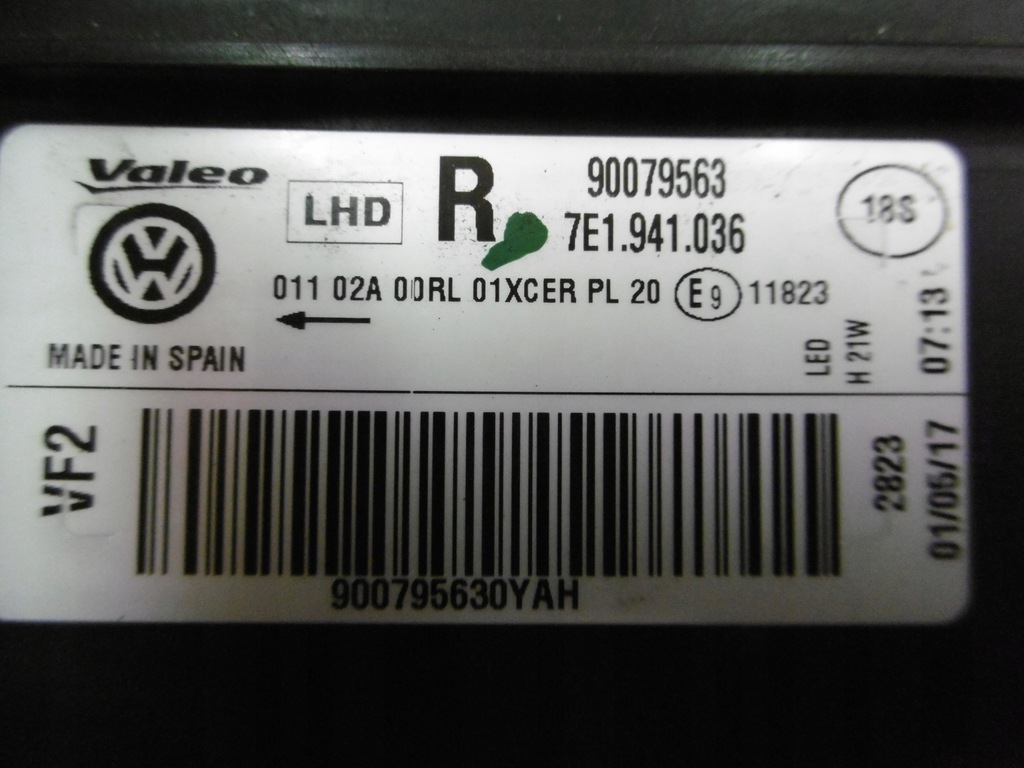 Valeo
LHD
R
90079563
7E1.941.036
18S
011 02A 00RL 01XCER PL 20 E9 11823
MADE IN SPAIN
LED
H 21W
07:13
VF2
2823
01/05/17
900795630YAH